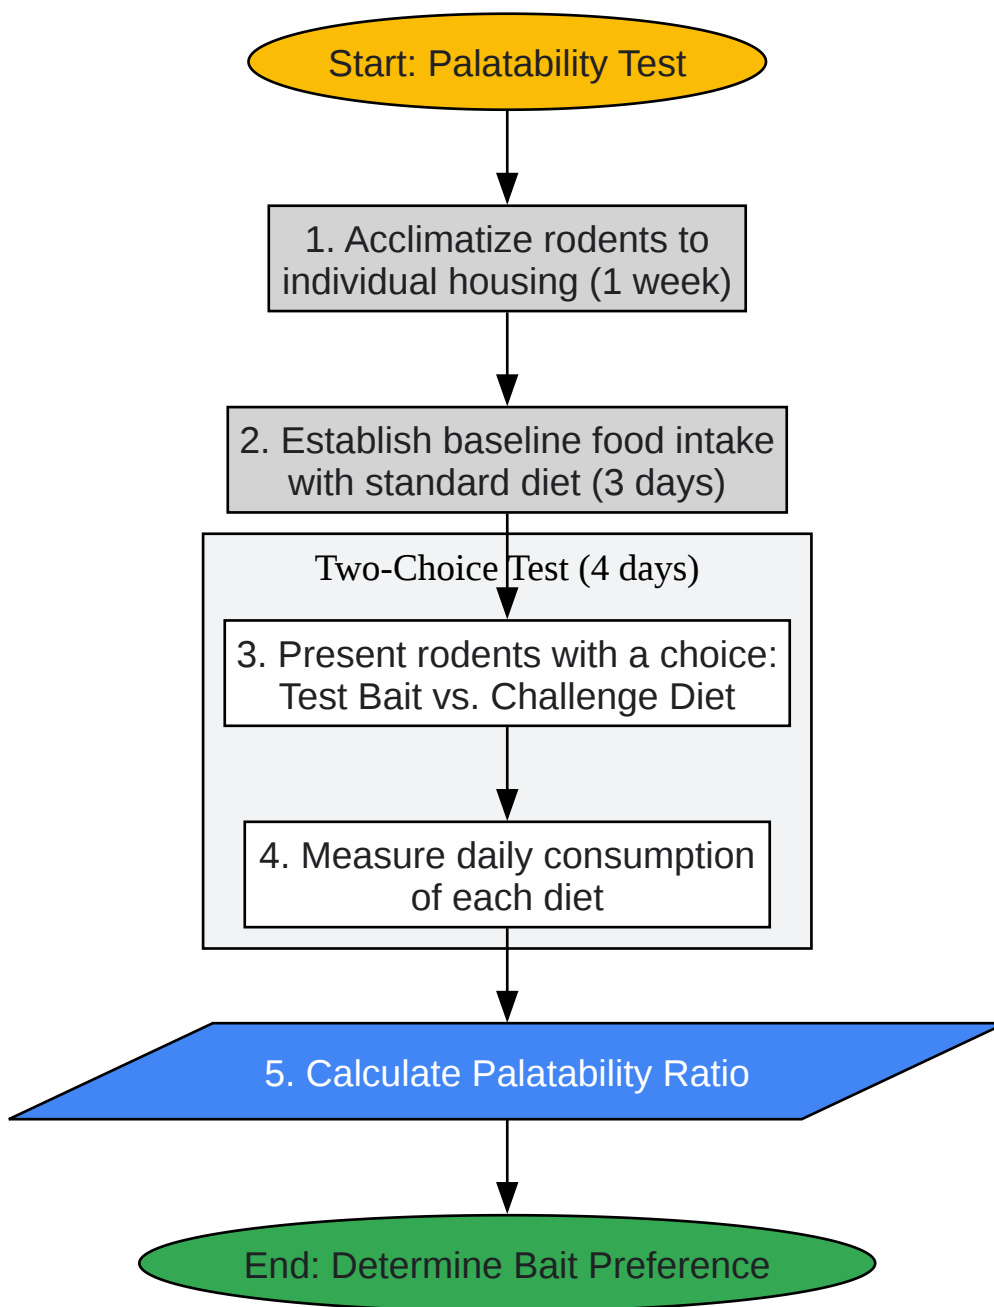 Start: Palatability Test
1. Acclimatize rodents to
individual housing (1 week)
2. Establish baseline food intake
with standard diet (3 days)
Two-Choice Test (4 days)
3. Present rodents with a choice:
Test Bait vs. Challenge Diet
4. Measure daily consumption
of each diet
5. Calculate Palatability Ratio
End: Determine Bait Preference